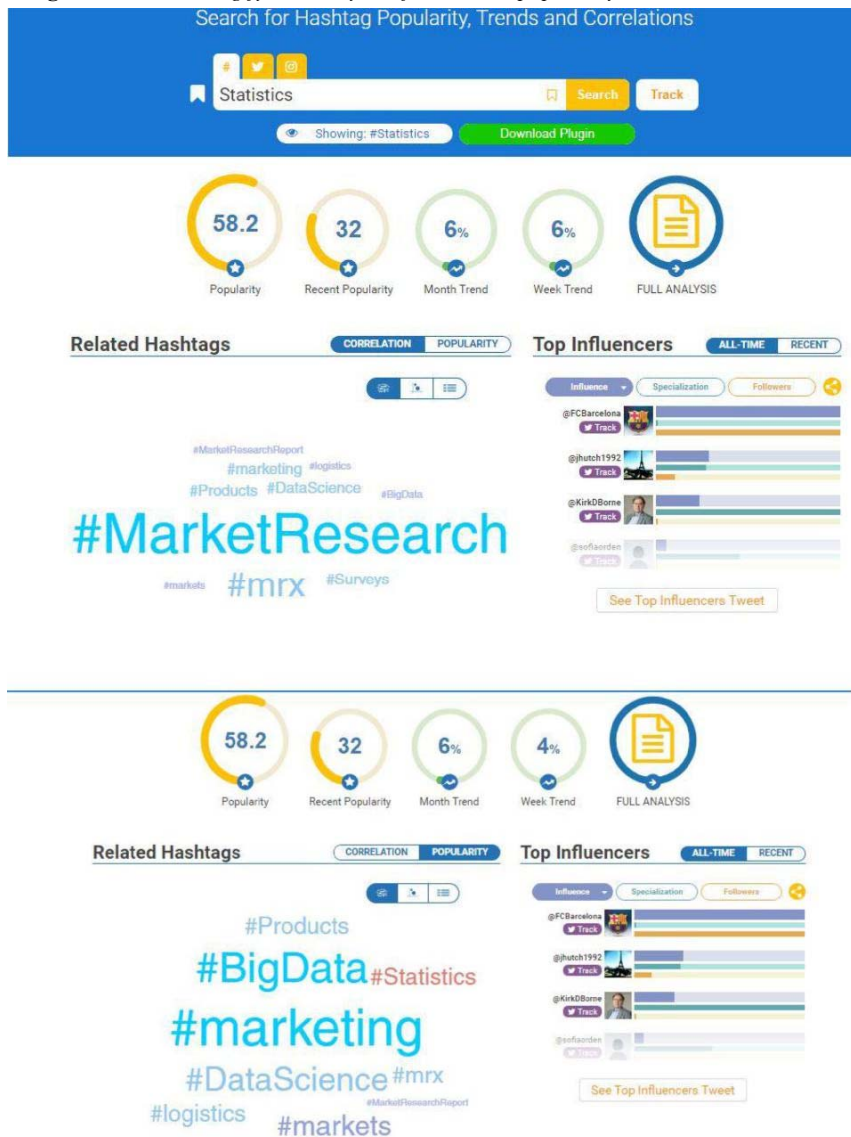 Search for Hashtag Popularity, Trends and Correlations
#
Statistics
Search
Track
Showing: #Statistics
Download Plugin
58.2
32
6%
6%
Popularity
Recent Popularity
Month Trend
Week Trend
FULL ANALYSIS
Related Hashtags
CORRELATION
POPULARITY
#MarketResearchReport
#marketing #logistics
#Products #DataScience
#BigData
#MarketResearch
#markets #mrx #Surveys
Top Influencers
ALL-TIME
RECENT
Influence
Specialization
Followers
@FCBarcelona
Track
@jhutch1992
Track
@KirkDBorne
Track
@sofiaorden
See Top Influencers Tweet
58.2
32
6%
4%
Popularity
Recent Popularity
Month Trend
Week Trend
FULL ANALYSIS
Related Hashtags
CORRELATION
POPULARITY
#Products
#BigData #Statistics
#marketing
#DataScience #mrx
#MarketResearchReport
#logistics
#markets
Top Influencers
ALL-TIME
RECENT
Influence
Specialization
Followers
@FCBarcelona
Track
@jhutch1992
Track
@KirkDBorne
Track
@sofiaorden
Track
See Top Influencers Tweet